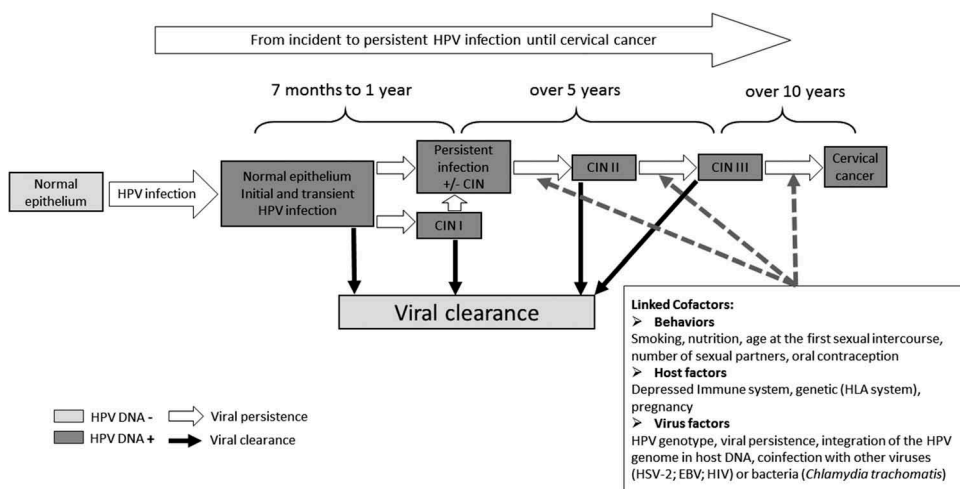 From incident to persistent HPV infection until cervical cancer
7 months to 1 year
over 5 years
over 10 years
Normal
epithelium
HPV infection
Normal epithelium
Initial and transient
HPV infection
Persistent
infection
+/- CIN
CIN I
CIN II
CIN III
Cervical
cancer
Viral clearance
Linked Cofactors:
➢ Behaviors
Smoking, nutrition, age at the first sexual intercourse,
number of sexual partners, oral contraception
➢ Host factors
Depressed Immune system, genetic (HLA system),
pregnancy
➢ Virus factors
HPV genotype, viral persistence, integration of the HPV
genome in host DNA, coinfection with other viruses
(HSV-2; EBV; HIV) or bacteria (Chlamydia trachomatis)
HPV DNA -
Viral persistence
HPV DNA +
Viral clearance